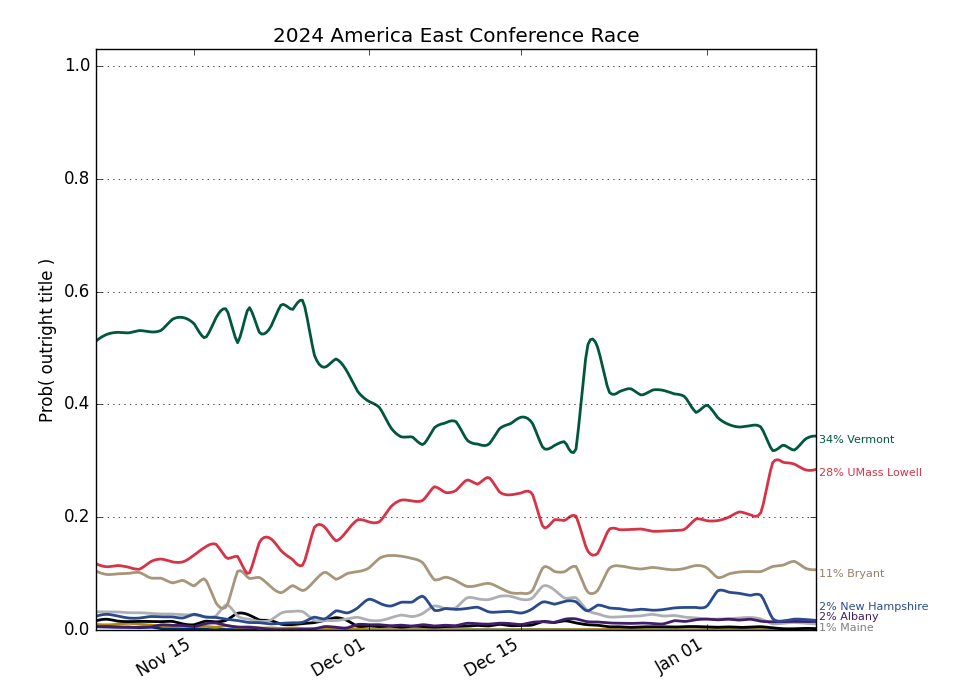 2024 America East Conference Race
1.0
0.8
0.6
0.4
0.2
0.0
Prob( outright title )
Nov 15
Dec 01
Dec 15
Jan 01
34% Vermont
28% UMass Lowell
11% Bryant
2% New Hampshire
2% Albany
1% Maine